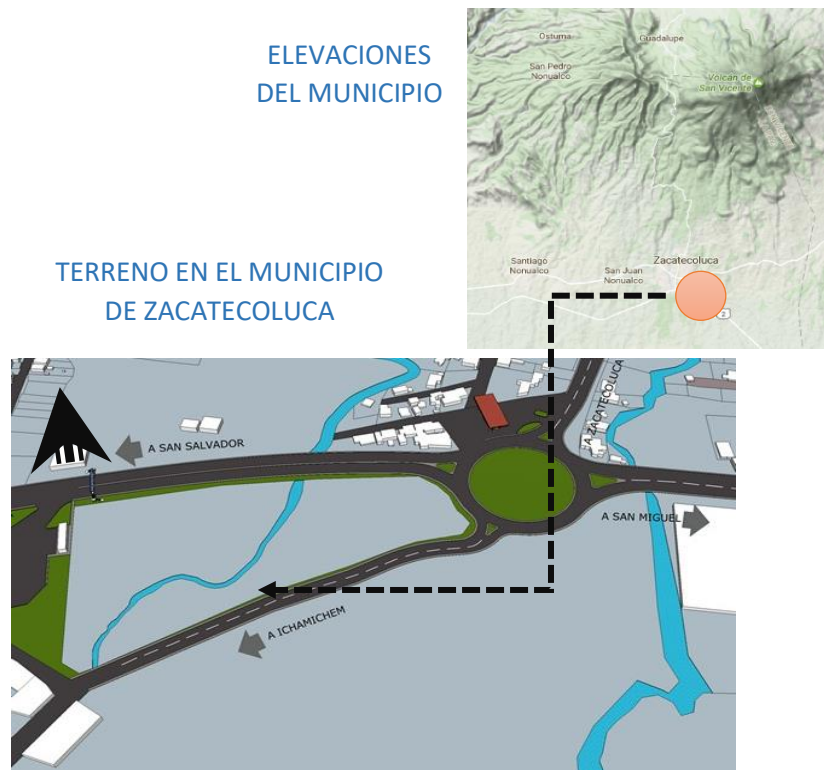 ELEVACIONES
DEL MUNICIPIO
Ostuma
Guadalupe
San Pedro
Nonualco
Volcán de
San Vicente
Santiago
Nonualco
San Juan
Nonualco
Zacatecoluca
2
TERRENO EN EL MUNICIPIO
DE ZACATECOLUCA
A SAN SALVADOR
A ZACATECOLUCA
A SAN MIGUEL
A ICHAMICHEM